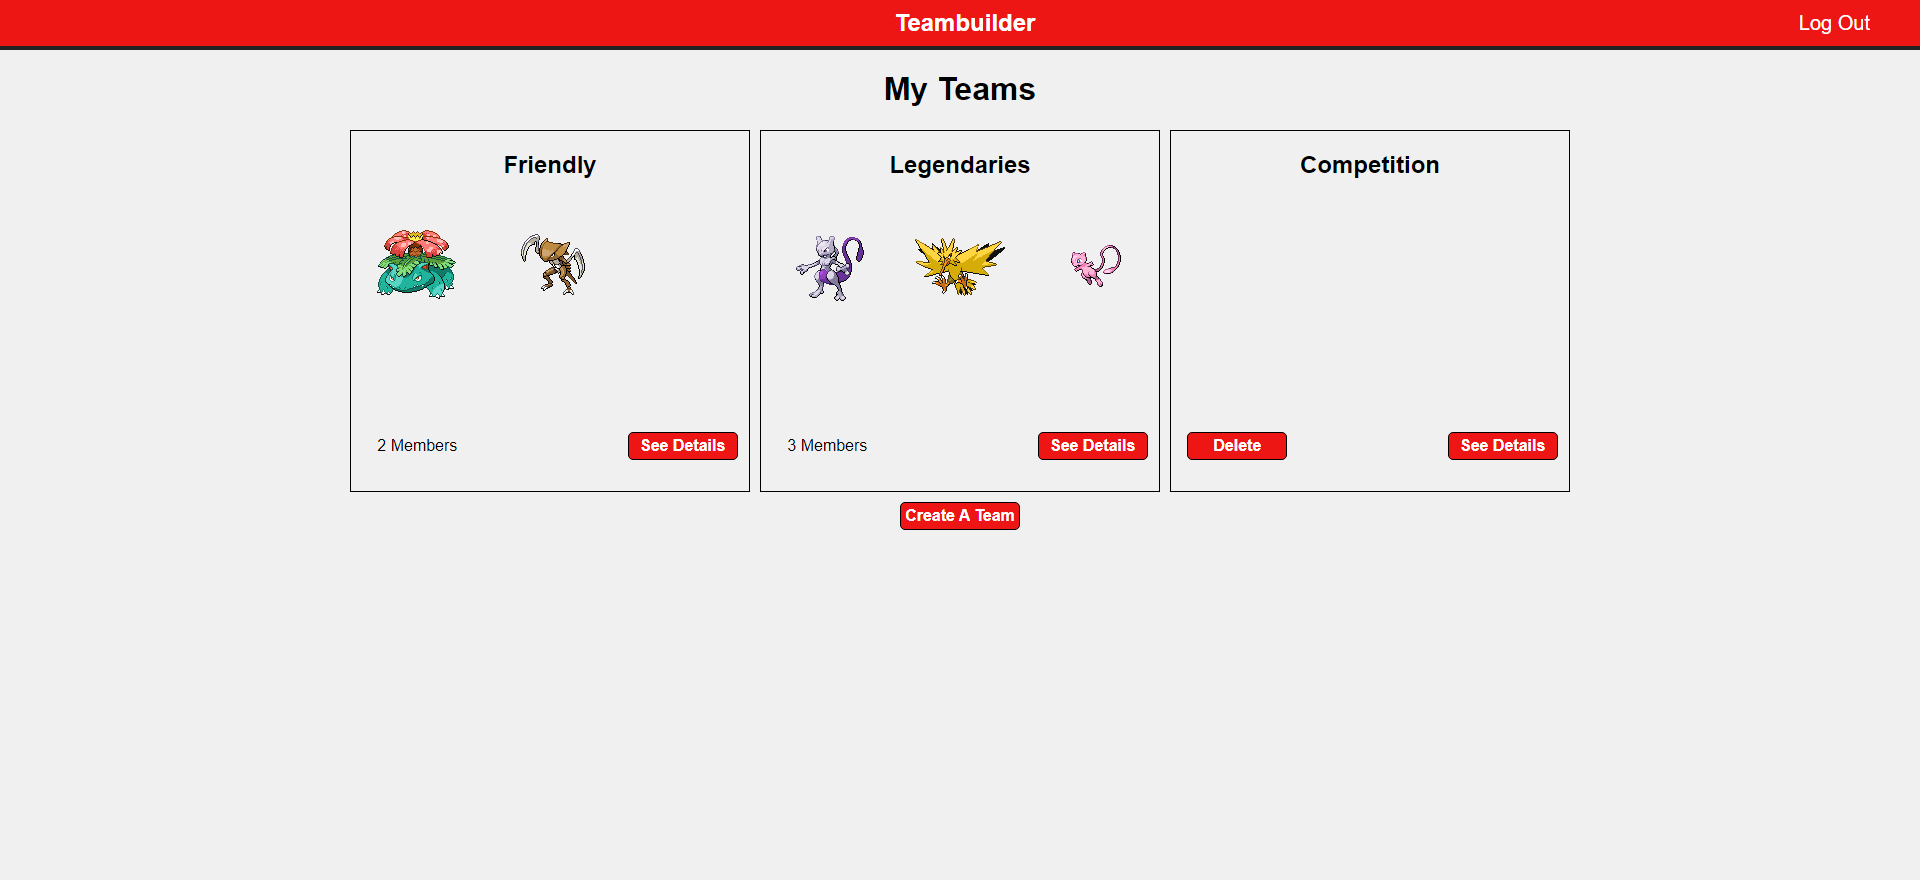 Teambuilder
Log Out
My Teams
Friendly
2 Members
See Details
Legendaries
3 Members
See Details
Competition
Delete
See Details
Create A Team